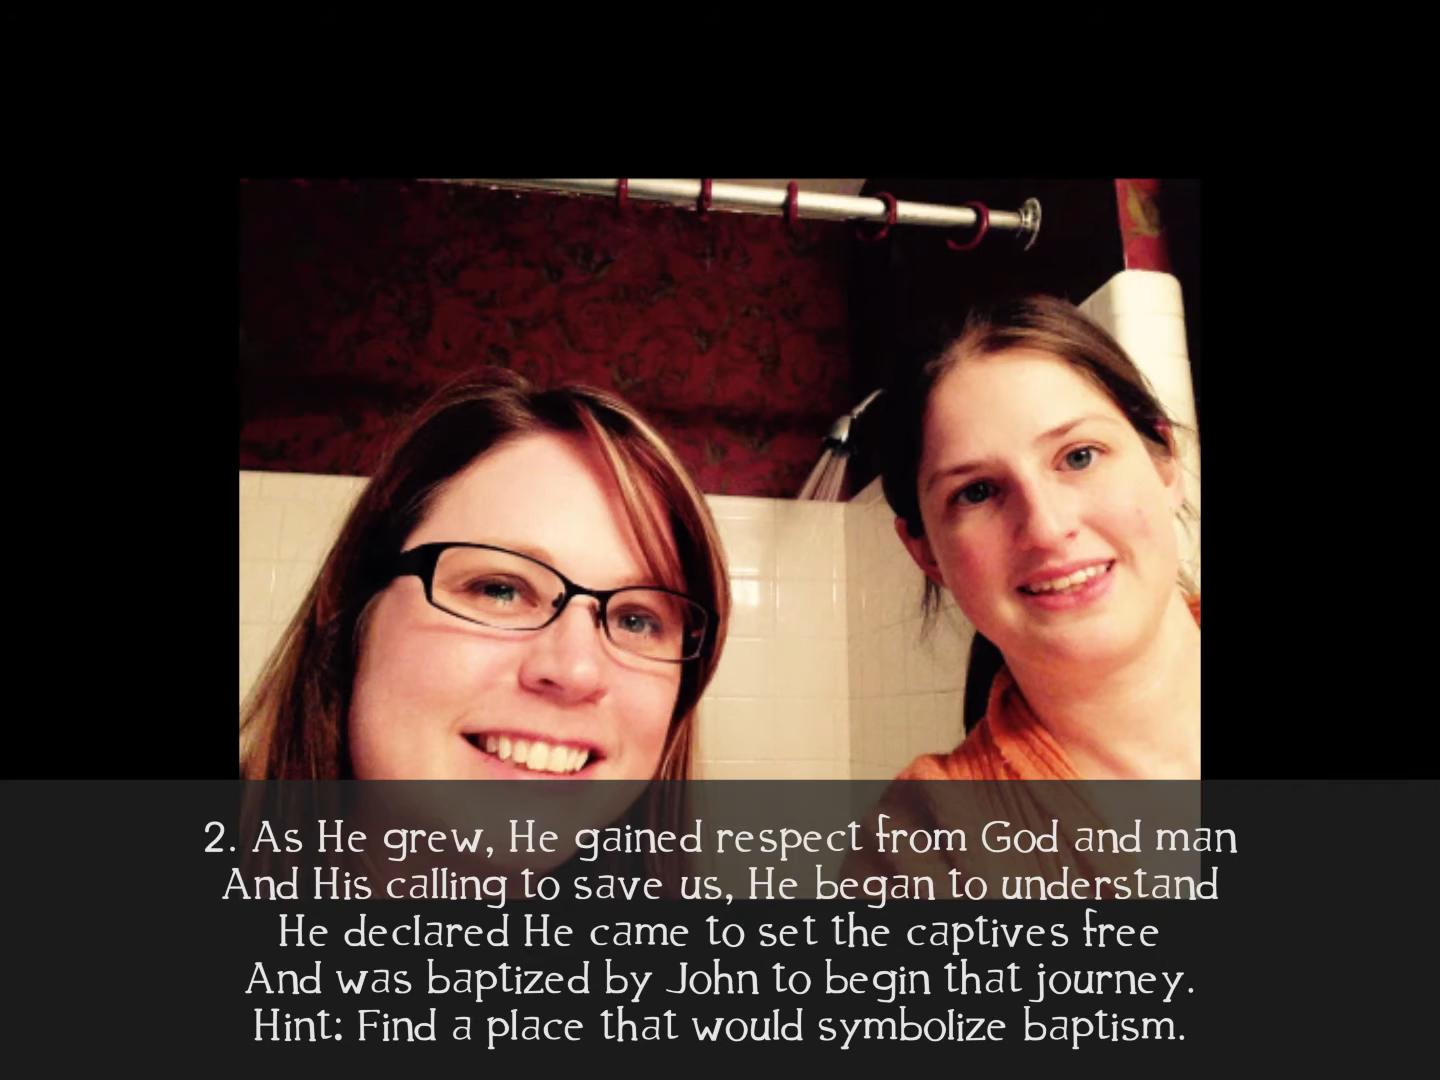 2. As He grew, He gained respect from God and man
And His calling to save us, He began to understand
He declared He came to set the captives free
And was baptized by John to begin that journey.
Hint: Find a place that would symbolize baptism.